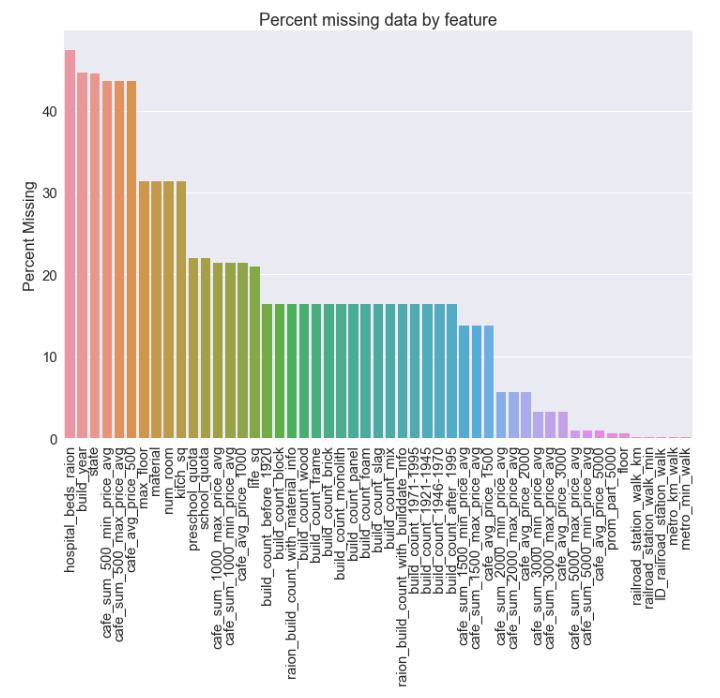 Percent missing data by feature
Percent Missing
40
30
20
10
0
hospital_beds_raion
build_year
state
cafe_sum_500_min_price_avg
cafe_sum_500_max_price_avg
cafe_avg_price_500
max_floor
material
num_room
kitch_sq
preschool_quota
school_quota
cafe_sum_1000_max_price_avg
cafe_sum_1000_min_price_avg
cafe_avg_price_1000
life_sq
build_count_before_1920
build_count_block
raion_build_count_with_material_info
build_count_wood
build_count_frame
build_count_brick
build_count_monolith
build_count_panel
build_count_foam
build_count_slag
build_count_mix
raion_build_count_with_builddate_info
build_count_1971-1995
build_count_1921-1945
build_count_1946-1970
build_count_after_1995
cafe_sum_1500_min_price_avg
cafe_sum_1500_max_price_avg
cafe_avg_price_1500
cafe_sum_2000_min_price_avg
cafe_sum_2000_max_price_avg
cafe_avg_price_2000
cafe_sum_3000_min_price_avg
cafe_sum_3000_max_price_avg
cafe_avg_price_3000
cafe_sum_5000_max_price_avg
cafe_sum_5000_min_price_avg
cafe_avg_price_5000
prom_part_5000
floor
railroad_station_walk_km
railroad_station_walk_min
ID_railroad_station_walk
metro_km_walk
metro_min_walk